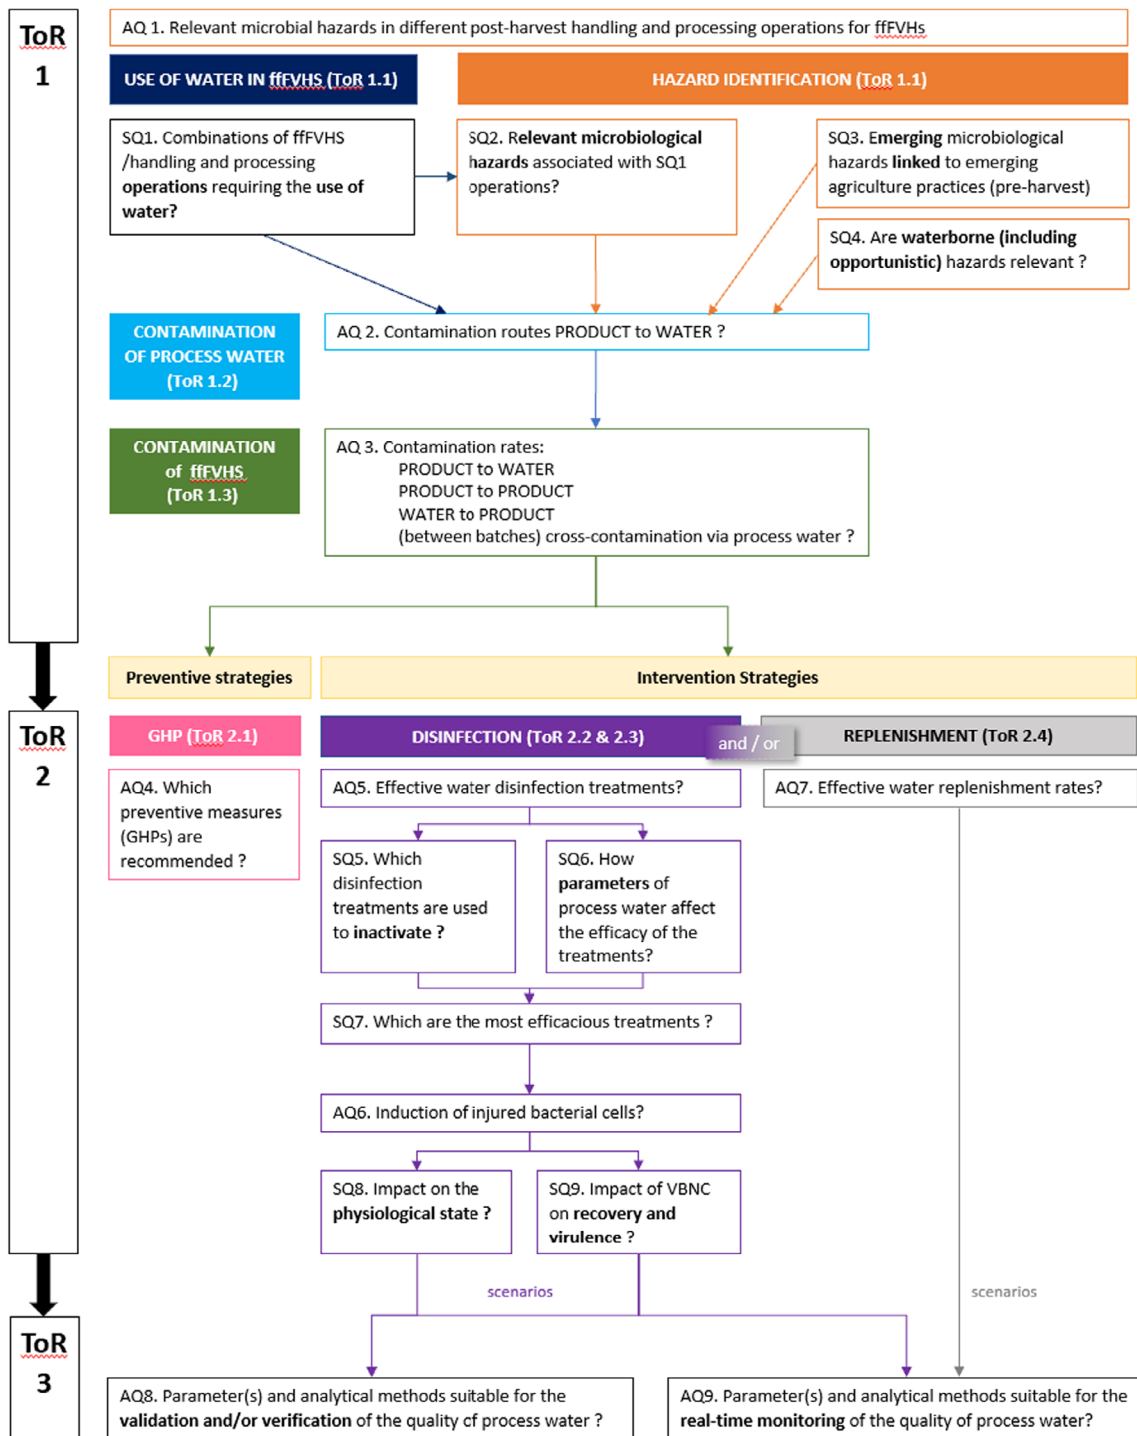 ToR
1
AQ 1. Relevant microbial hazards in different post-harvest handling and processing operations for ffFVHs
USE OF WATER IN ffFVHS (ToR 1.1)
HAZARD IDENTIFICATION (ToR 1.1)
SQ1. Combinations of ffFVHS
/handling and processing
operations requiring the use of
water?
SQ2. Relevant microbiological
hazards associated with SQ1
operations?
SQ3. Emerging microbiological
hazards linked to emerging
agriculture practices (pre-harvest)
SQ4. Are waterborne (including
opportunistic) hazards relevant ?
CONTAMINATION
OF PROCESS WATER
(ToR 1.2)
AQ 2. Contamination routes PRODUCT to WATER ?
CONTAMINATION
of ffFVHS
(ToR 1.3)
AQ 3. Contamination rates:
PRODUCT to WATER
PRODUCT to PRODUCT
WATER to PRODUCT
(between batches) cross-contamination via process water ?
Preventive strategies
Intervention Strategies
ToR
2
GHP (ToR 2.1)
DISINFECTION (ToR 2.2 & 2.3)
and / or
REPLENISHMENT (ToR 2.4)
AQ4. Which
preventive measures
(GHPs) are
recommended ?
AQ5. Effective water disinfection treatments?
AQ7. Effective water replenishment rates?
SQ5. Which
disinfection
treatments are used
to inactivate ?
SQ6. How
parameters of
process water affect
the efficacy of the
treatments?
SQ7. Which are the most efficacious treatments ?
AQ6. Induction of injured bacterial cells?
SQ8. Impact on the
physiological state ?
SQ9. Impact of VBNC
on recovery and
virulence ?
scenarios
scenarios
ToR
3
AQ8. Parameter(s) and analytical methods suitable for the
validation and/or verification of the quality of process water ?
AQ9. Parameter(s) and analytical methods suitable for the
real-time monitoring of the quality of process water?